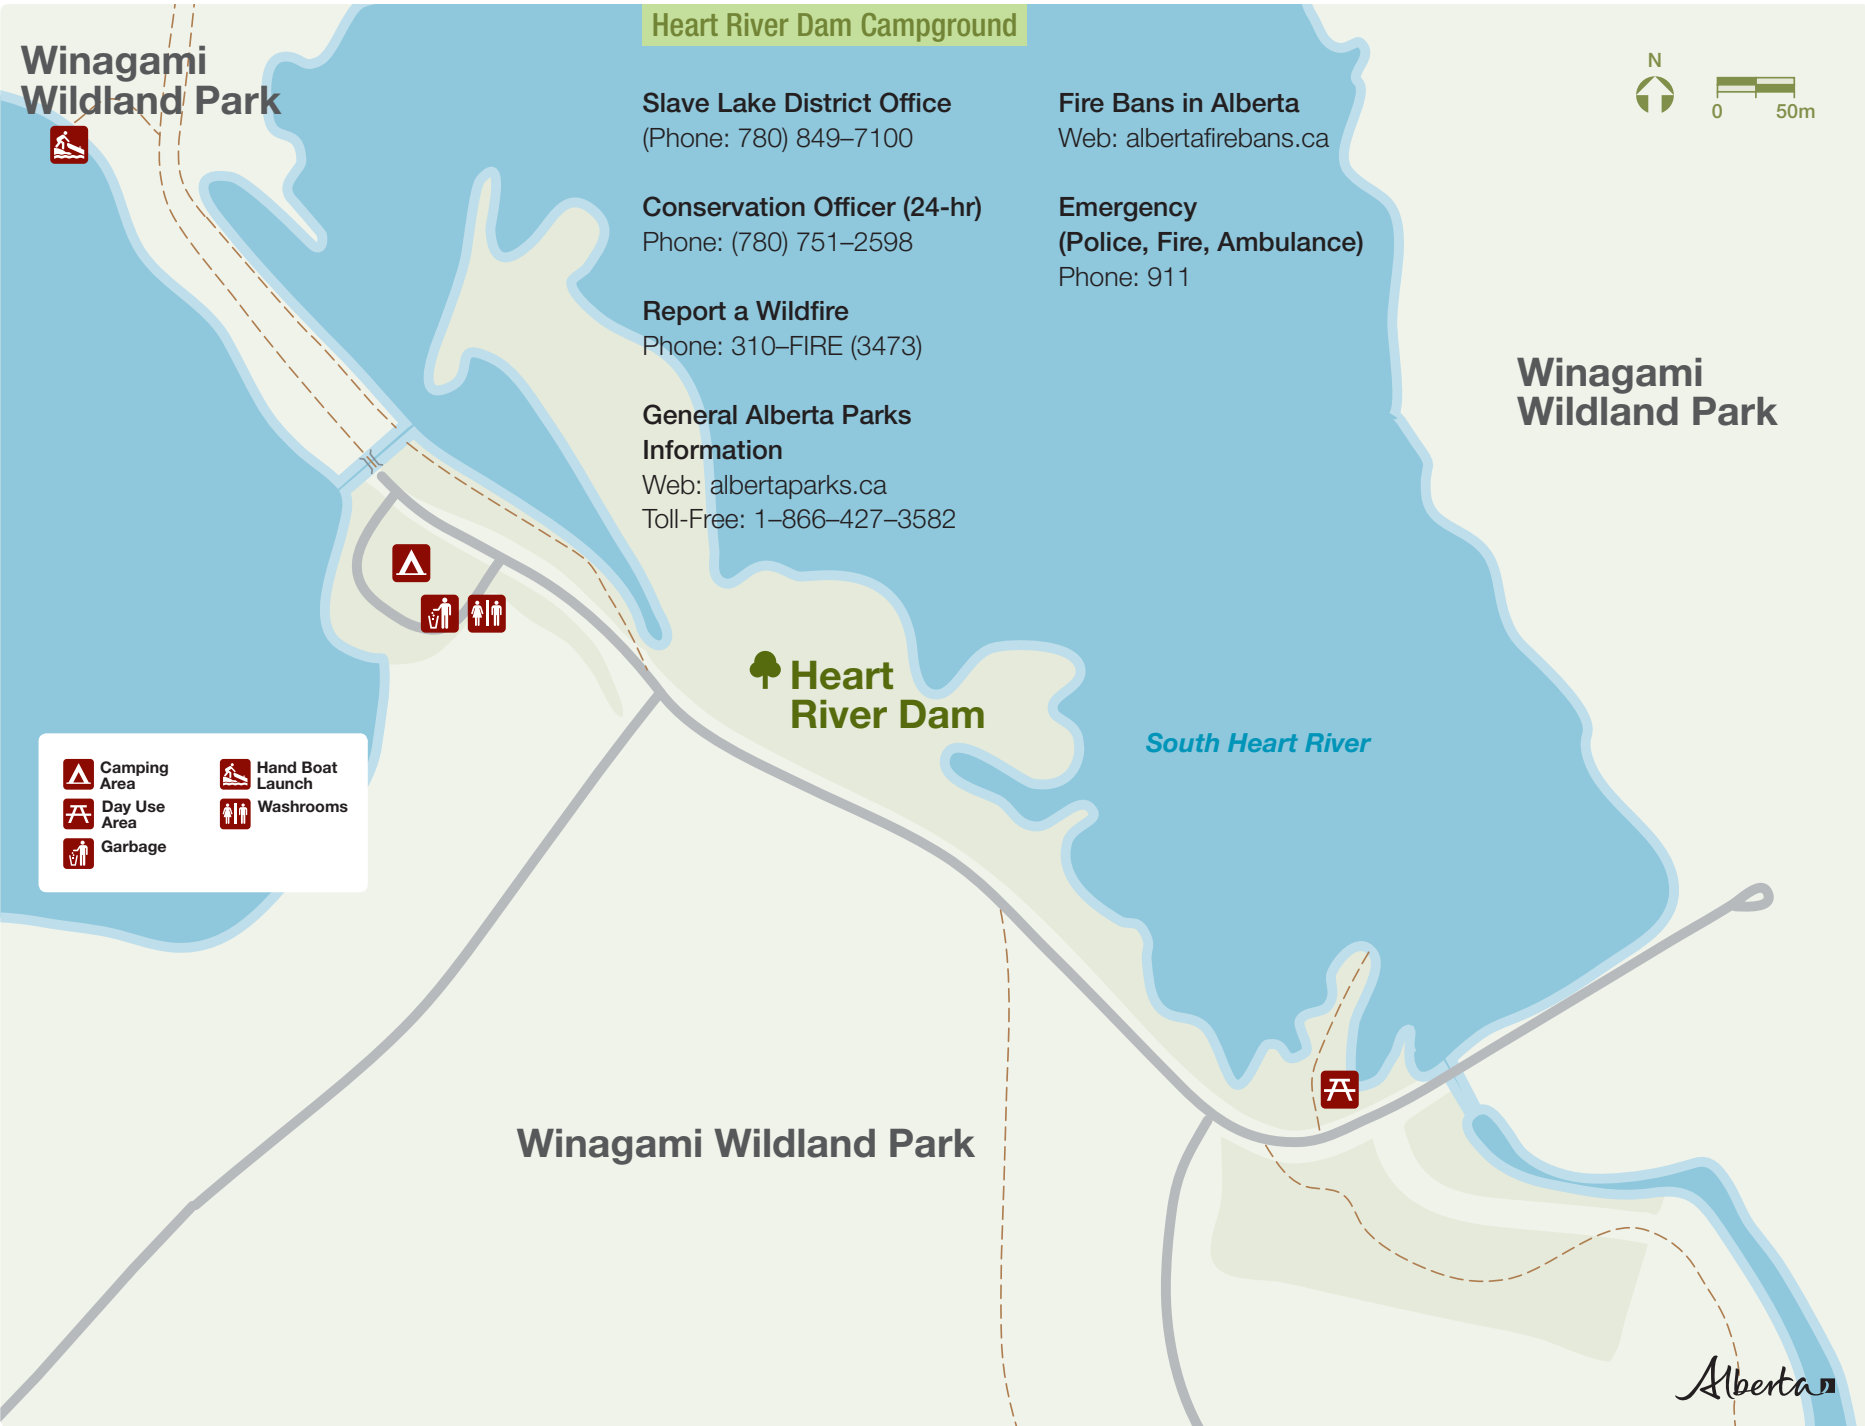 Heart River Dam Campground
Winagami
Wildland Park
Slave Lake District Office
(Phone: 780) 849–7100
Conservation Officer (24-hr)
Phone: (780) 751–2598
Report a Wildfire
Phone: 310–FIRE (3473)
General Alberta Parks
Information
Web: albertaparks.ca
Toll-Free: 1–866–427–3582
Fire Bans in Alberta
Web: albertafirebans.ca
Emergency
(Police, Fire, Ambulance)
Phone: 911
N
0 50m
Winagami
Wildland Park
Heart
River Dam
South Heart River
Camping
Area
Day Use
Area
Garbage
Hand Boat
Launch
Washrooms
Winagami Wildland Park
Alberta